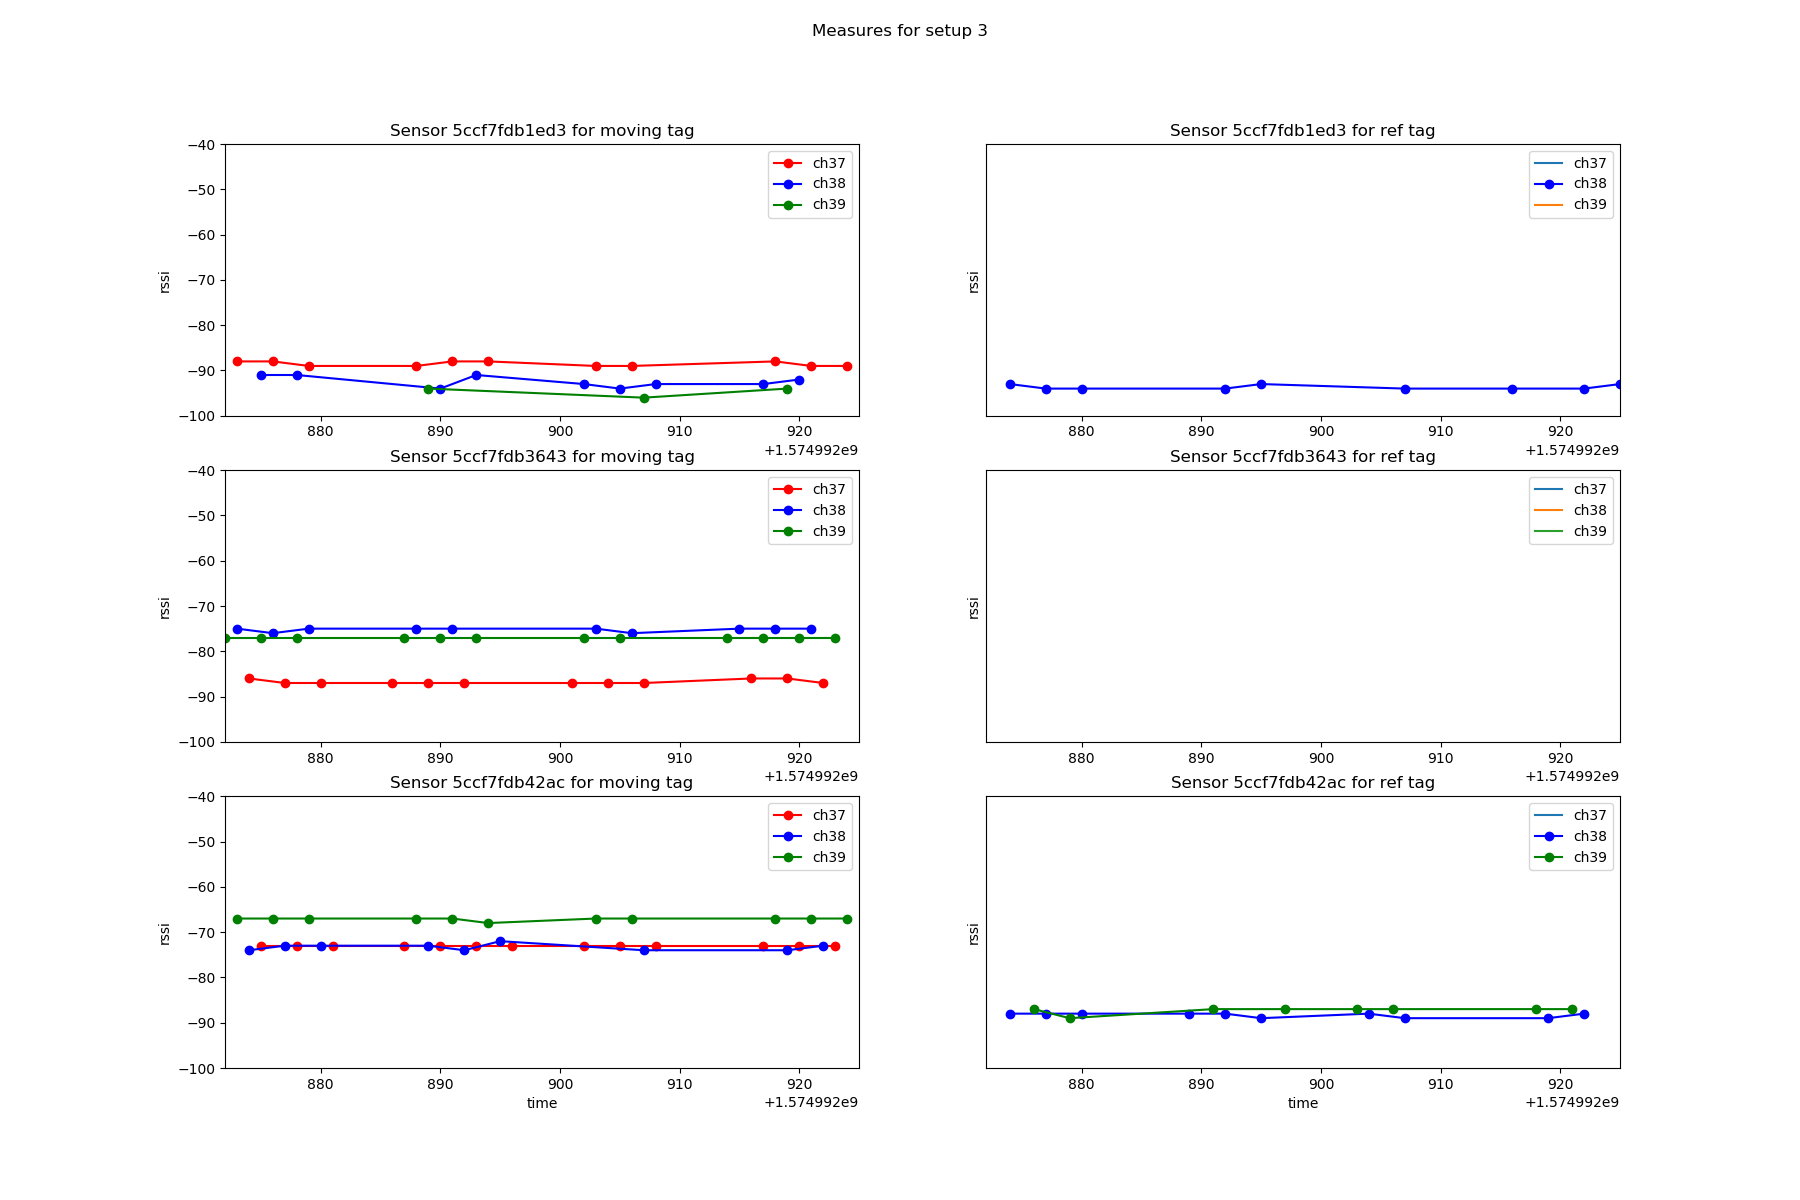 Measures for setup 3
Sensor 5ccf7fdb1ed3 for moving tag
−40
−50
−60
−70
−80
−90
−100
rssi
ch37
ch38
ch39
880 890 900 910 920
+1.574992e9
Sensor 5ccf7fdb1ed3 for ref tag
rssi
ch37
ch38
ch39
880 890 900 910 920
+1.574992e9
Sensor 5ccf7fdb3643 for moving tag
−40
−50
−60
−70
−80
−90
−100
rssi
ch37
ch38
ch39
880 890 900 910 920
+1.574992e9
Sensor 5ccf7fdb3643 for ref tag
rssi
ch37
ch38
ch39
880 890 900 910 920
+1.574992e9
Sensor 5ccf7fdb42ac for moving tag
−40
−50
−60
−70
−80
−90
−100
rssi
ch37
ch38
ch39
880 890 900 910 920
time
+1.574992e9
Sensor 5ccf7fdb42ac for ref tag
rssi
ch37
ch38
ch39
880 890 900 910 920
time
+1.574992e9